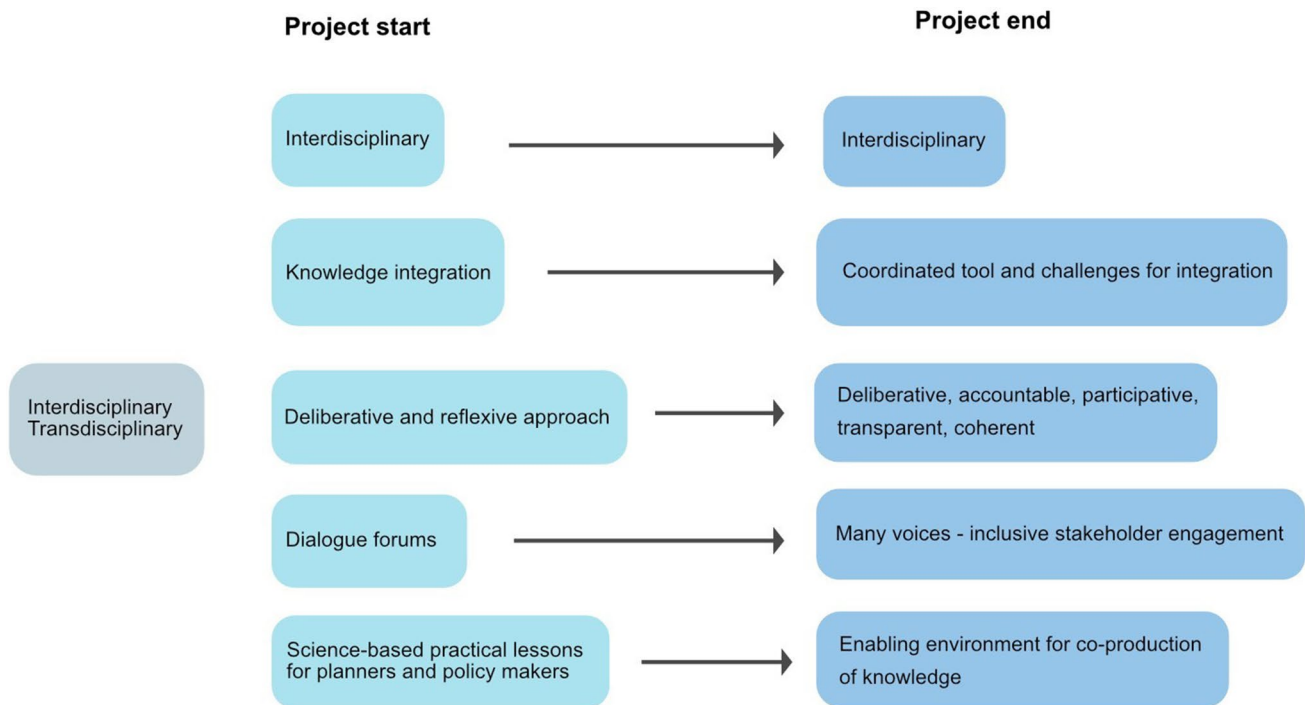 Project start
Project end
Interdisciplinary
Interdisciplinary
Knowledge integration
Coordinated tool and challenges for integration
Interdisciplinary
Transdisciplinary
Deliberative and reflexive approach
Deliberative, accountable, participative,
transparent, coherent
Dialogue forums
Many voices - inclusive stakeholder engagement
Science-based practical lessons
for planners and policy makers
Enabling environment for co-production
of knowledge